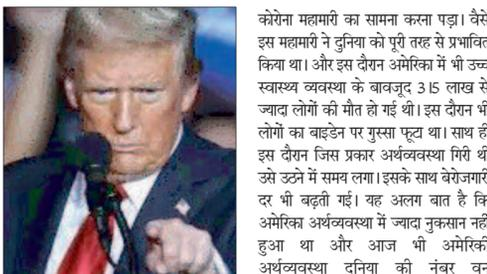 कोरोना महामारी का सामना करना पड़ा। वैसे
इस महामारी ने दुनिया को पूरी तरह से प्रभावित
किया था। और इस दौरान अमेरिका में भी उच्च
स्वास्थ्य व्यवस्था के बावजूद 3।5 लाख से
ज्यादा लोगों की मौत हो गई थी। इस दौरान भी
लोगों का बाइडेन पर गुस्सा फूटा था। साथ ही
इस दौरान जिस प्रकार अर्थव्यवस्था गिरी थी
उसे उठने में समय लगा। इसके साथ बेरोजगारी
दर भी बढ़ती गई। यह अलग बात है कि
अमेरिका अर्थव्यवस्था में ज्यादा नुकसान नहीं
हुआ था और आज भी अमेरिकी
अर्थव्यवस्था दुनिया की नंबर वन